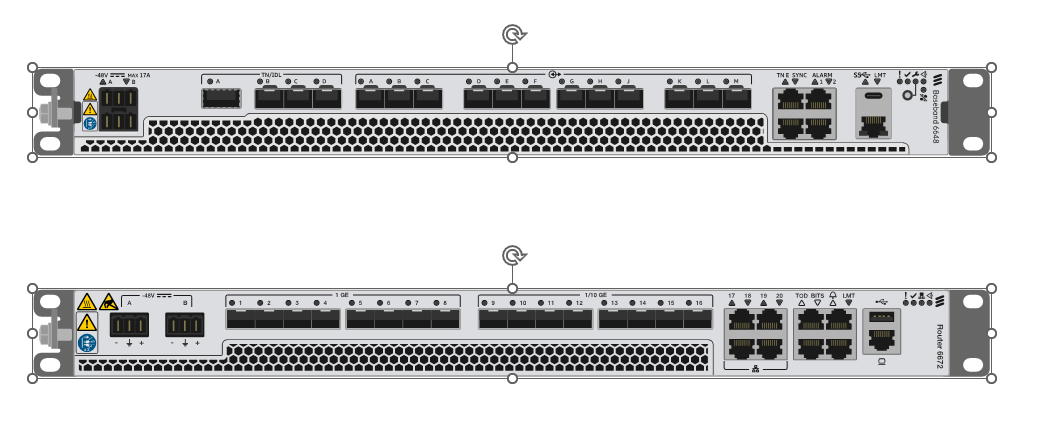 -48V MAX 17A
A B
TN/IDL
A B C D
A B C D E F G H J K L M
TN E SYNC ALARM
1 2
SS LMT
Baseband 6648
-48V
A B
- +
- +
1 GE
1 2 3 4 5 6 7 8
1/10 GE
9 10 11 12 13 14 15 16
17 18 19 20
TOD BITS LMT
Router 6672